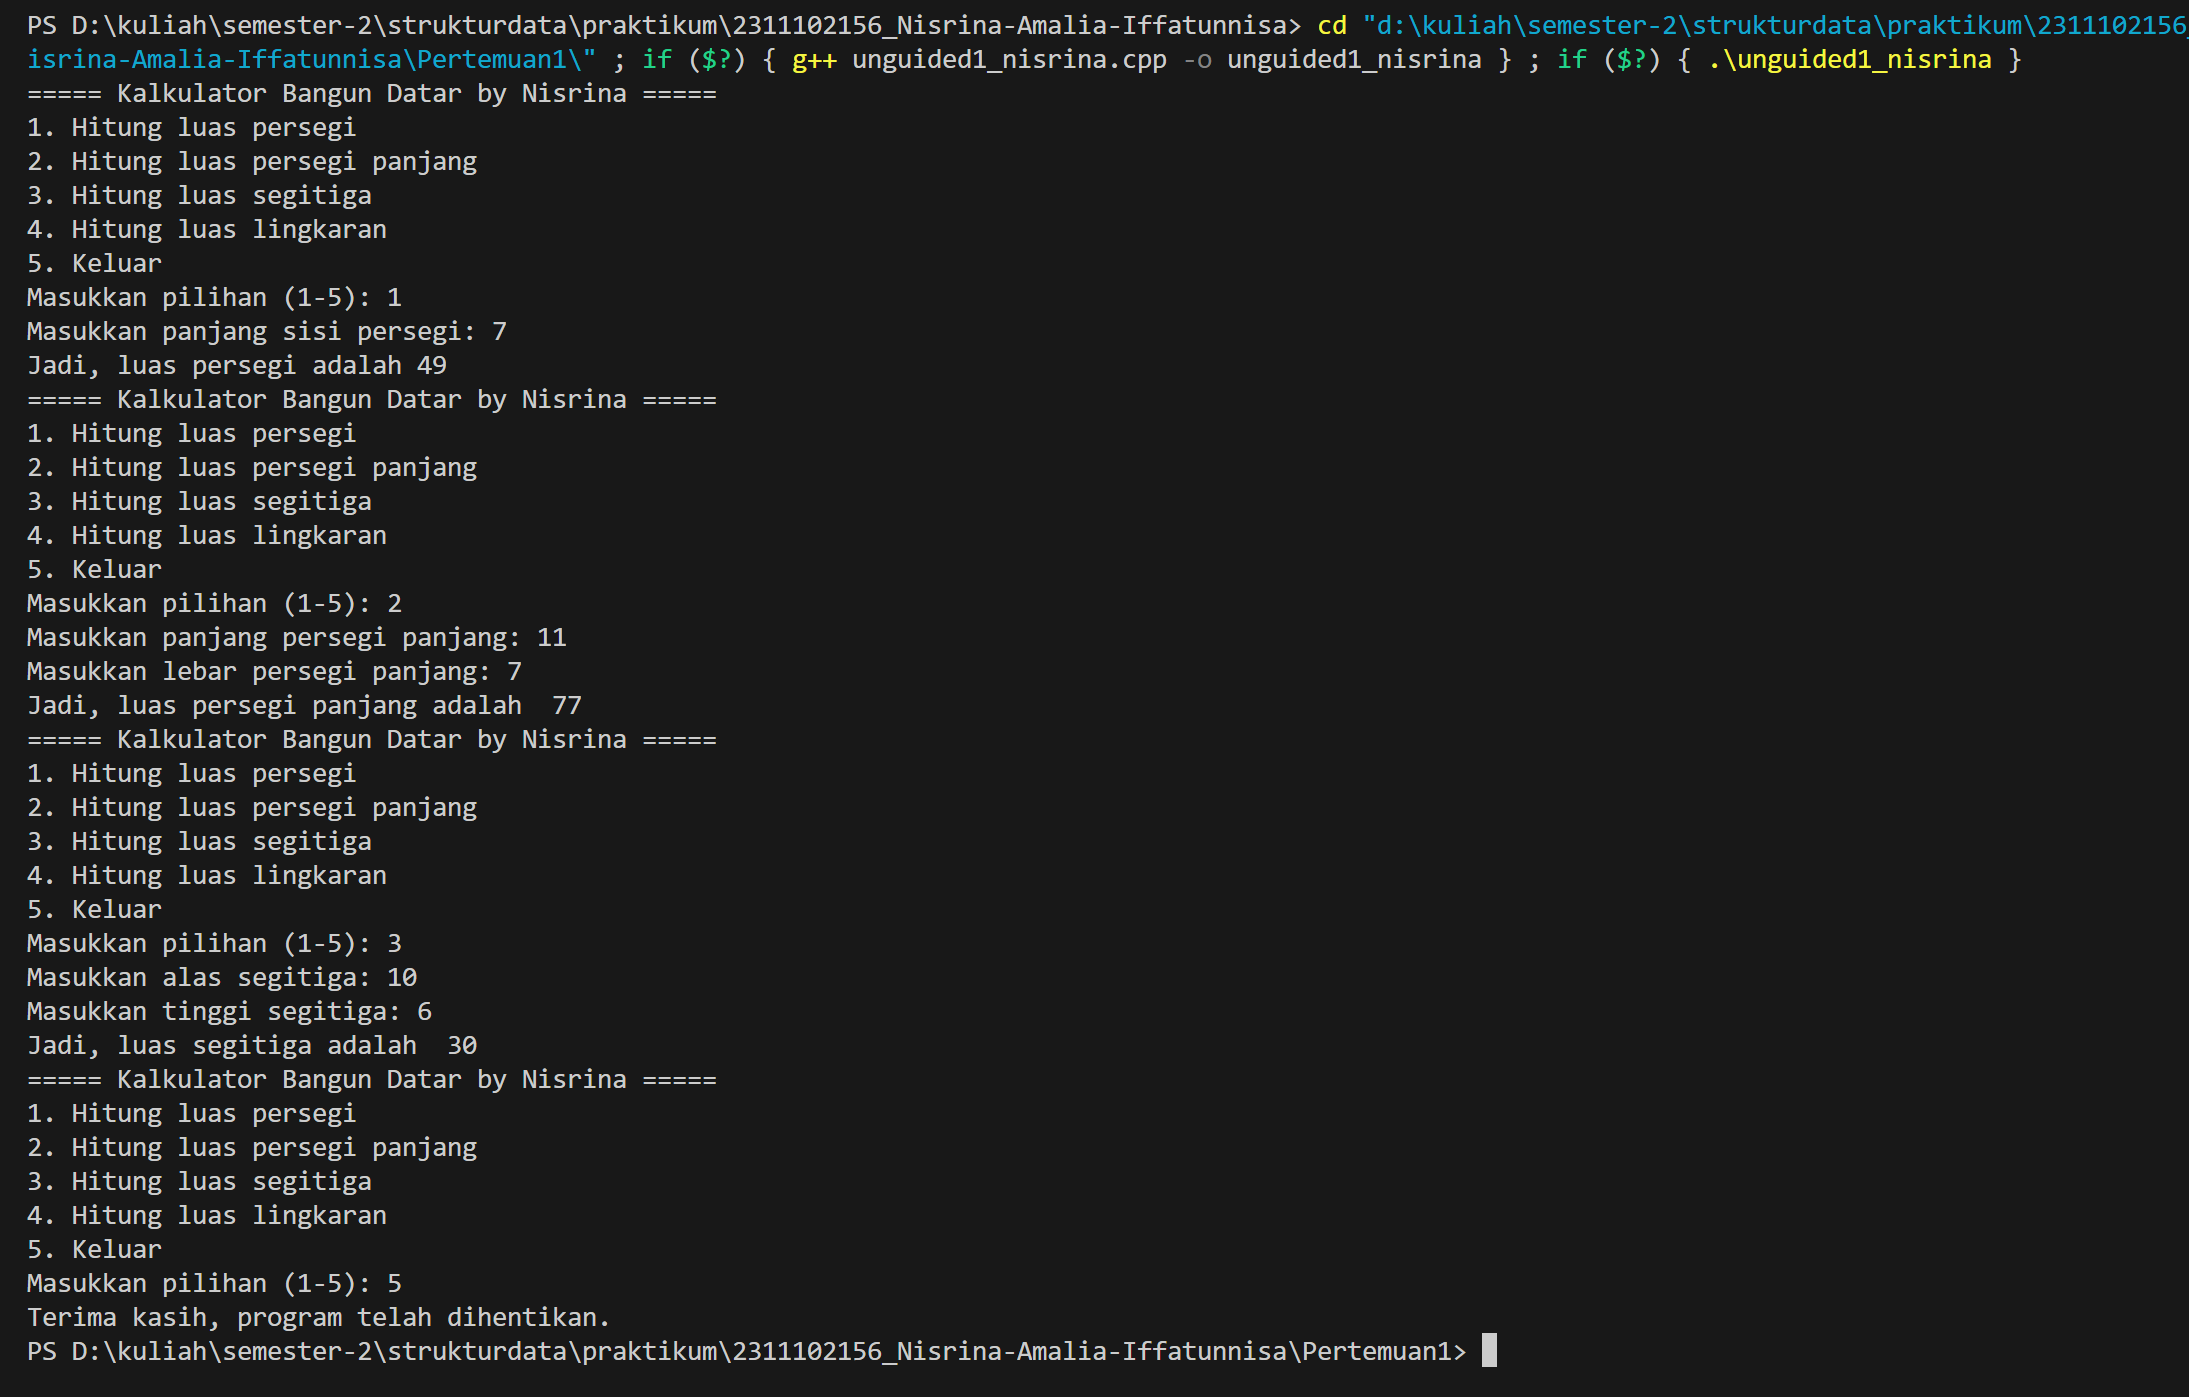 PS D:\kuliah\semester-2\strukturdata\praktikum\2311102156_Nisrina-Amalia-Iffatunnisa> cd "d:\kuliah\semester-2\strukturdata\praktikum\2311102156_
isrina-Amalia-Iffatunnisa\Pertemuan1\" ; if ($?) { g++ unguided1_nisrina.cpp -o unguided1_nisrina } ; if ($?) { .\unguided1_nisrina }
===== Kalkulator Bangun Datar by Nisrina =====
1. Hitung luas persegi
2. Hitung luas persegi panjang
3. Hitung luas segitiga
4. Hitung luas lingkaran
5. Keluar
Masukkan pilihan (1-5): 1
Masukkan panjang sisi persegi: 7
Jadi, luas persegi adalah 49
===== Kalkulator Bangun Datar by Nisrina =====
1. Hitung luas persegi
2. Hitung luas persegi panjang
3. Hitung luas segitiga
4. Hitung luas lingkaran
5. Keluar
Masukkan pilihan (1-5): 2
Masukkan panjang persegi panjang: 11
Masukkan lebar persegi panjang: 7
Jadi, luas persegi panjang adalah  77
===== Kalkulator Bangun Datar by Nisrina =====
1. Hitung luas persegi
2. Hitung luas persegi panjang
3. Hitung luas segitiga
4. Hitung luas lingkaran
5. Keluar
Masukkan pilihan (1-5): 3
Masukkan alas segitiga: 10
Masukkan tinggi segitiga: 6
Jadi, luas segitiga adalah  30
===== Kalkulator Bangun Datar by Nisrina =====
1. Hitung luas persegi
2. Hitung luas persegi panjang
3. Hitung luas segitiga
4. Hitung luas lingkaran
5. Keluar
Masukkan pilihan (1-5): 5
Terima kasih, program telah dihentikan.
PS D:\kuliah\semester-2\strukturdata\praktikum\2311102156_Nisrina-Amalia-Iffatunnisa\Pertemuan1>